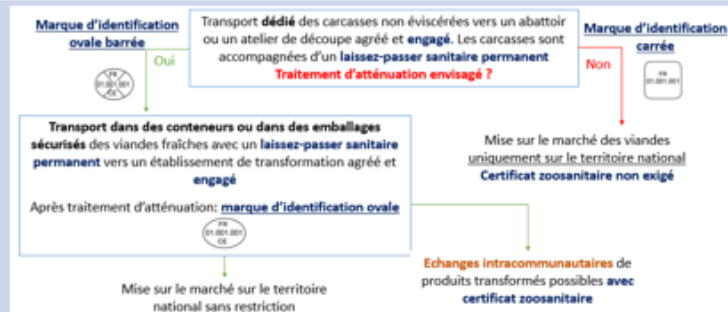 Marque d'identification
ovale barrée
Transport dédié des carcasses non éviscérées vers un abattoir
ou un atelier de découpe agréé et engagé. Les carcasses sont
accompagnées d'un laissez-passer sanitaire permanent
Traitement d'atténuation envisagé ?
Marque d'identification
carrée
Oui
Non
FR
01.001.001
CE
FR
01.001.001
Transport dans des conteneurs ou dans des emballages
sécurisés des viandes fraîches avec un laissez-passer sanitaire
permanent vers un établissement de transformation agréé et
engagé
Après traitement d'atténuation: marque d'identification ovale
FR
01.001.001
CE
Mise sur le marché des viandes
uniquement sur le territoire national
Certificat zoosanitaire non exigé
Echanges intracommunautaires de
produits transformés possibles avec
certificat zoosanitaire
Mise sur le marché sur le territoire
national sans restriction